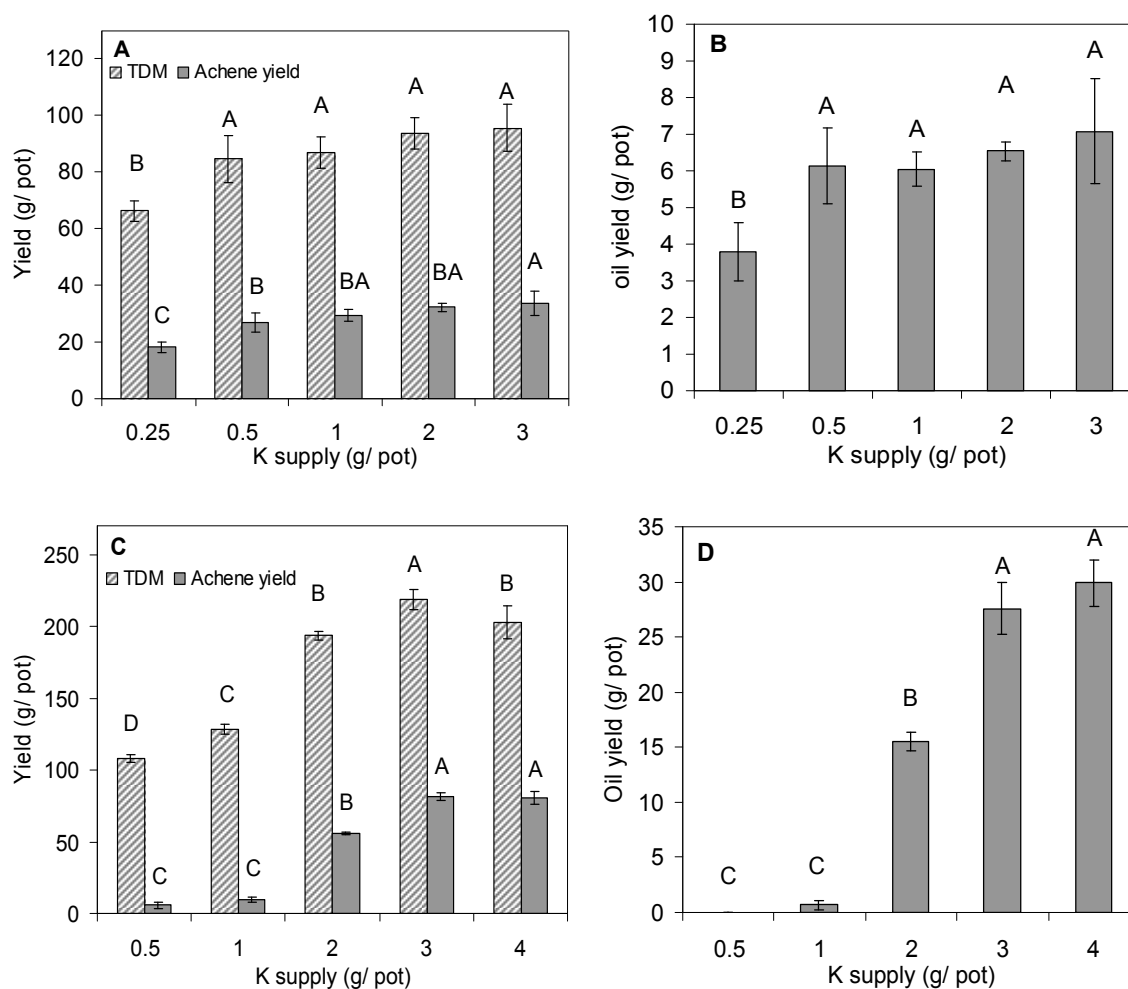 A
TDM Achene yield
Yield (g/ pot)
120
100
80
60
40
20
0
B A A A A
C B BA BA A
0.25 0.5 1 2 3
K supply (g/ pot)
B
oil yield (g/ pot)
10
9
8
7
6
5
4
3
2
1
0
B A A A A
0.25 0.5 1 2 3
K supply (g/ pot)
C
TDM Achene yield
Yield (g/ pot)
250
200
150
100
50
0
D C B A B
C C B A A
0.5 1 2 3 4
K supply (g/ pot)
D
Oil yield (g/ pot)
35
30
25
20
15
10
5
0
C C B A A
0.5 1 2 3 4
K supply (g/ pot)